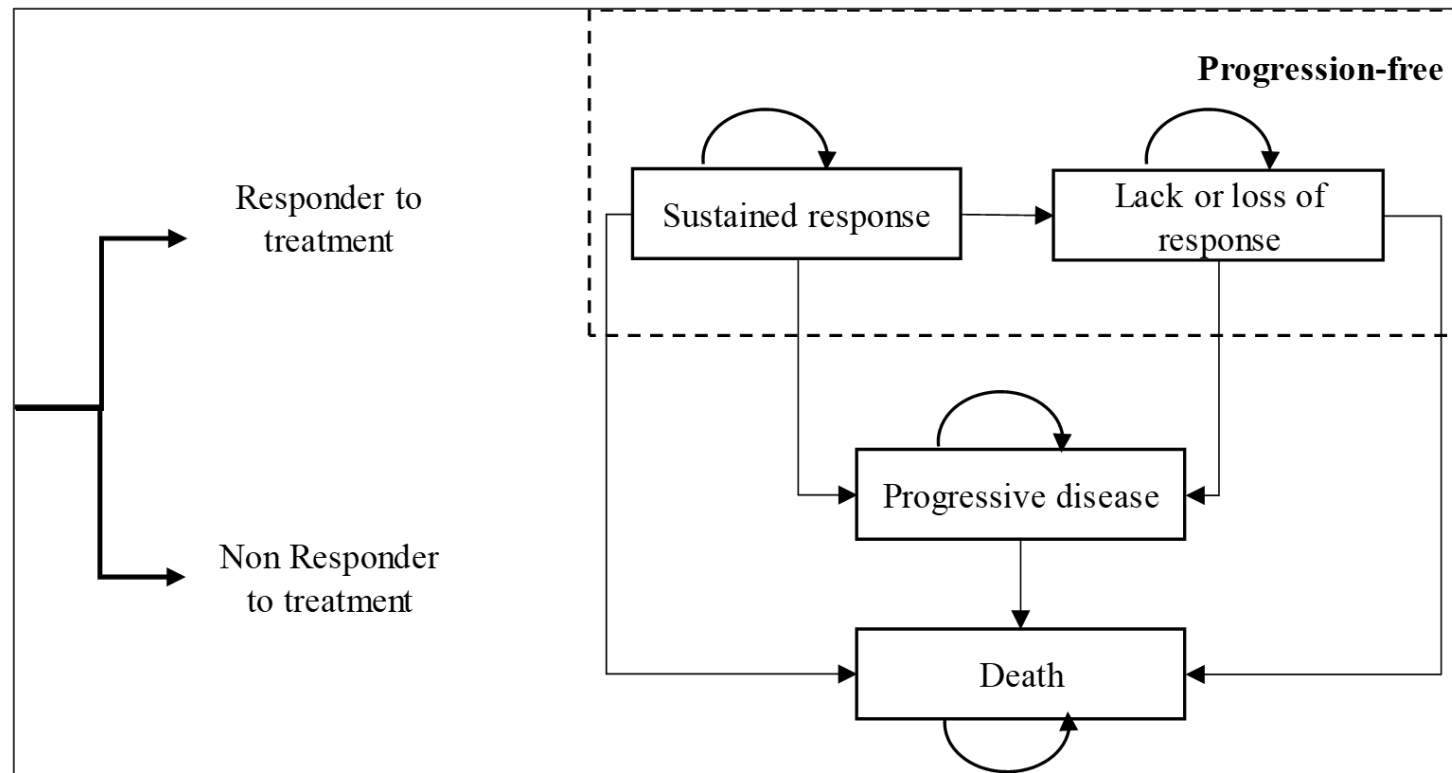 Progression-free
Responder to
treatment
Sustained response
Lack or loss of
response
Progressive disease
Non Responder
to treatment
Death